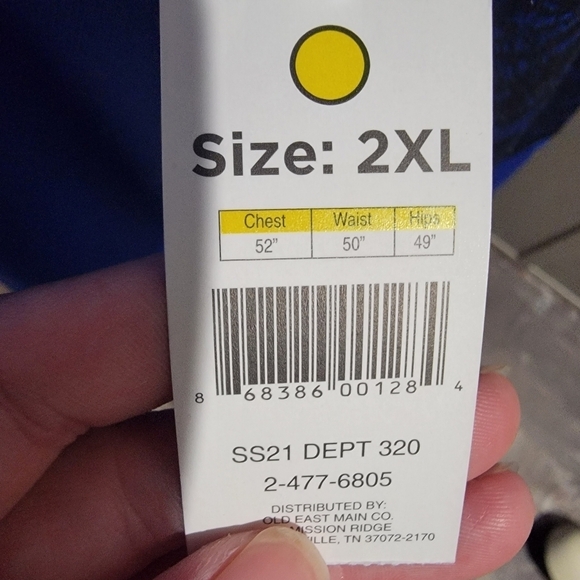 Size: 2XL
Chest Waist Hips
52" 50" 49"
8 68386 00128 4
SS21 DEPT 320
2-477-6805
DISTRIBUTED BY:
OLD EAST MAIN CO.
MISSION RIDGE
TN 37072-2170